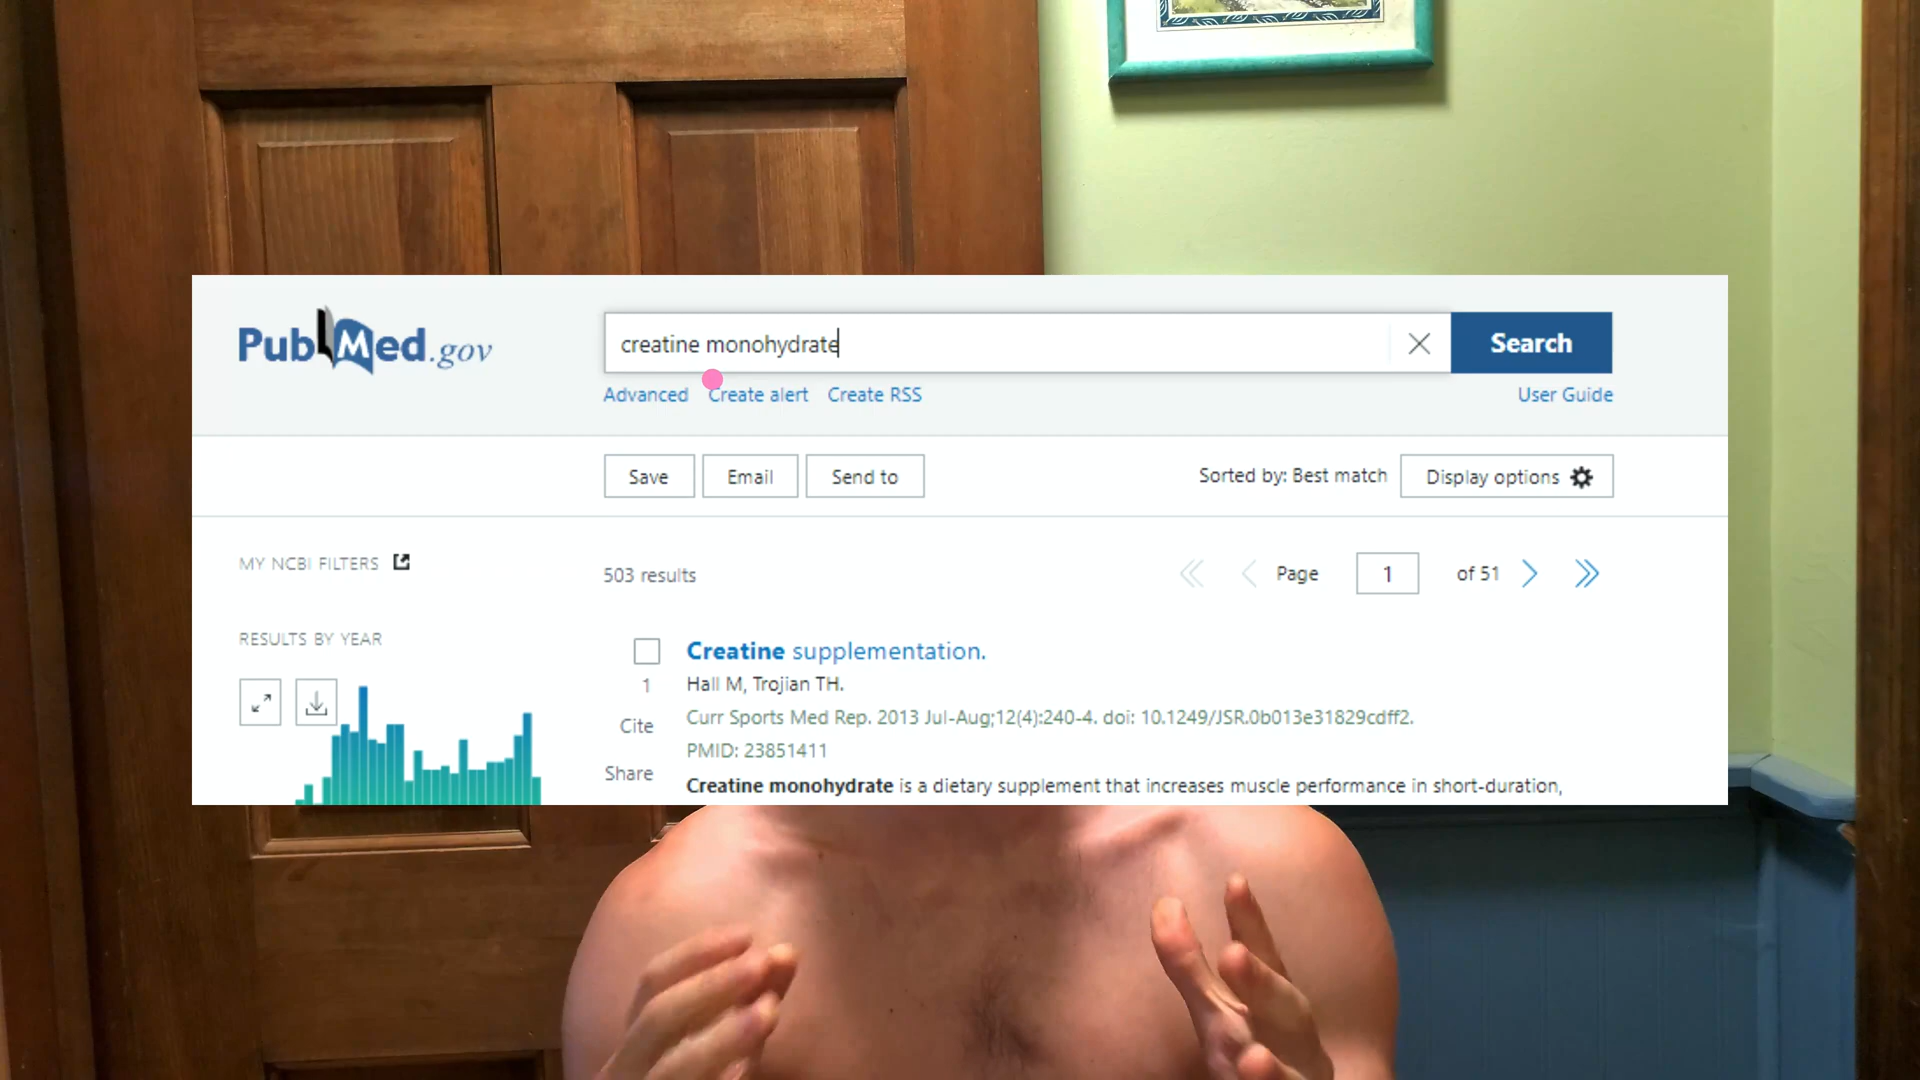 PubMed.gov
creatine monohydrate
Search
Advanced Create alert Create RSS User Guide
Save Email Send to Sorted by: Best match Display options
MY NCBI FILTERS
503 results Page 1 of 51
RESULTS BY YEAR
Creatine supplementation.
1
Hall M, Trojian TH.
Cite
Curr Sports Med Rep. 2013 Jul-Aug;12(4):240-4. doi: 10.1249/JSR.0b013e31829cdff2.
PMID: 23851411
Share
Creatine monohydrate is a dietary supplement that increases muscle performance in short-duration,